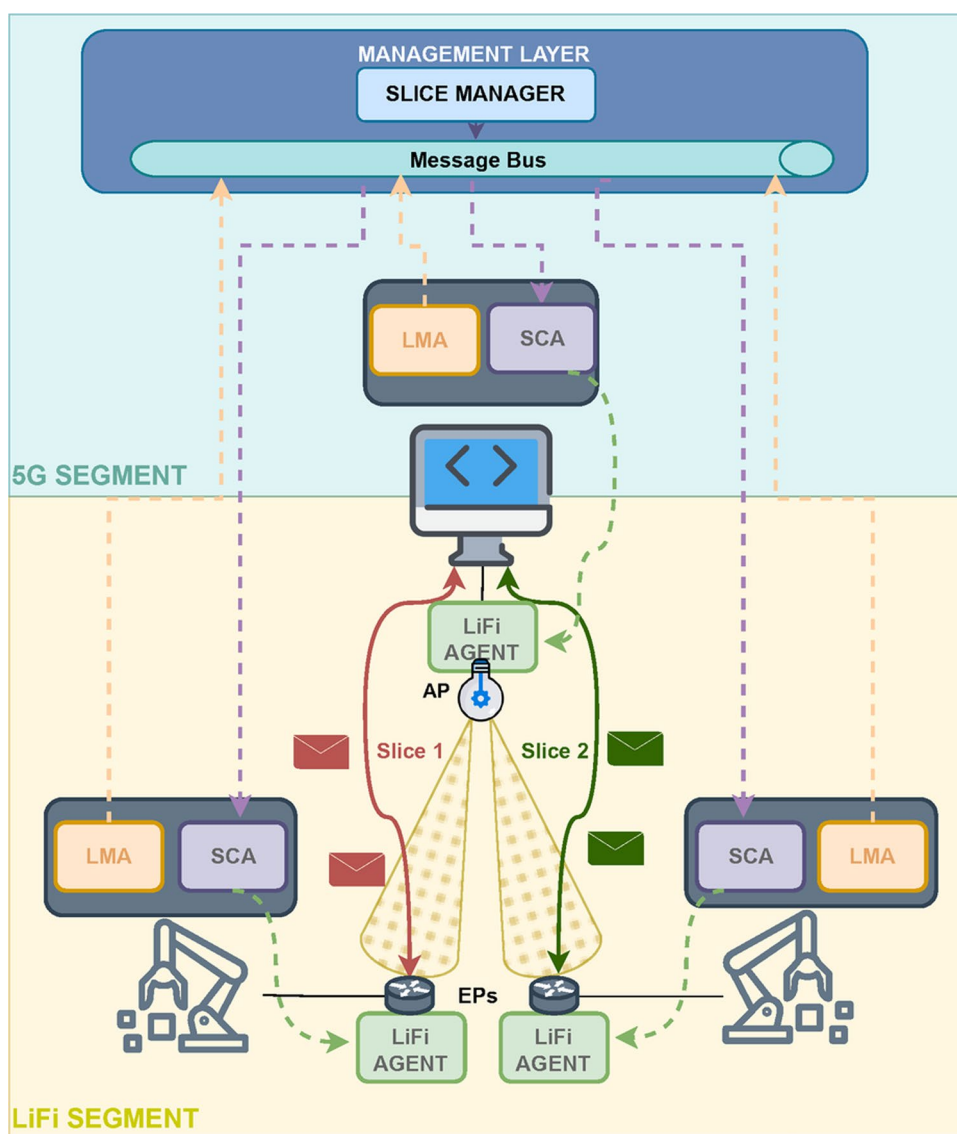 MANAGEMENT LAYER
SLICE MANAGER
Message Bus
LMA
SCA
5G SEGMENT
LiFi
AGENT
AP
Slice 1
Slice 2
LMA
SCA
SCA
LMA
EPs
LiFi
AGENT
LiFi
AGENT
LiFi SEGMENT